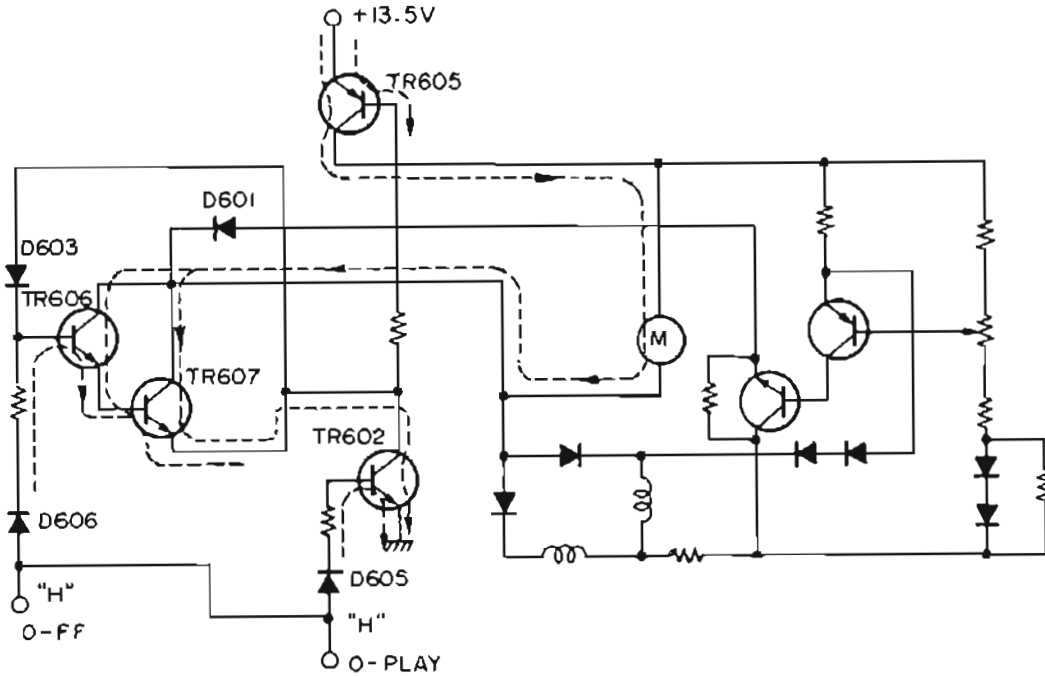 +13.5V
TR605
D601
D603
TR606
TR607
M
TR602
D606
D605
"H"
"H"
O-FF
O-PLAY